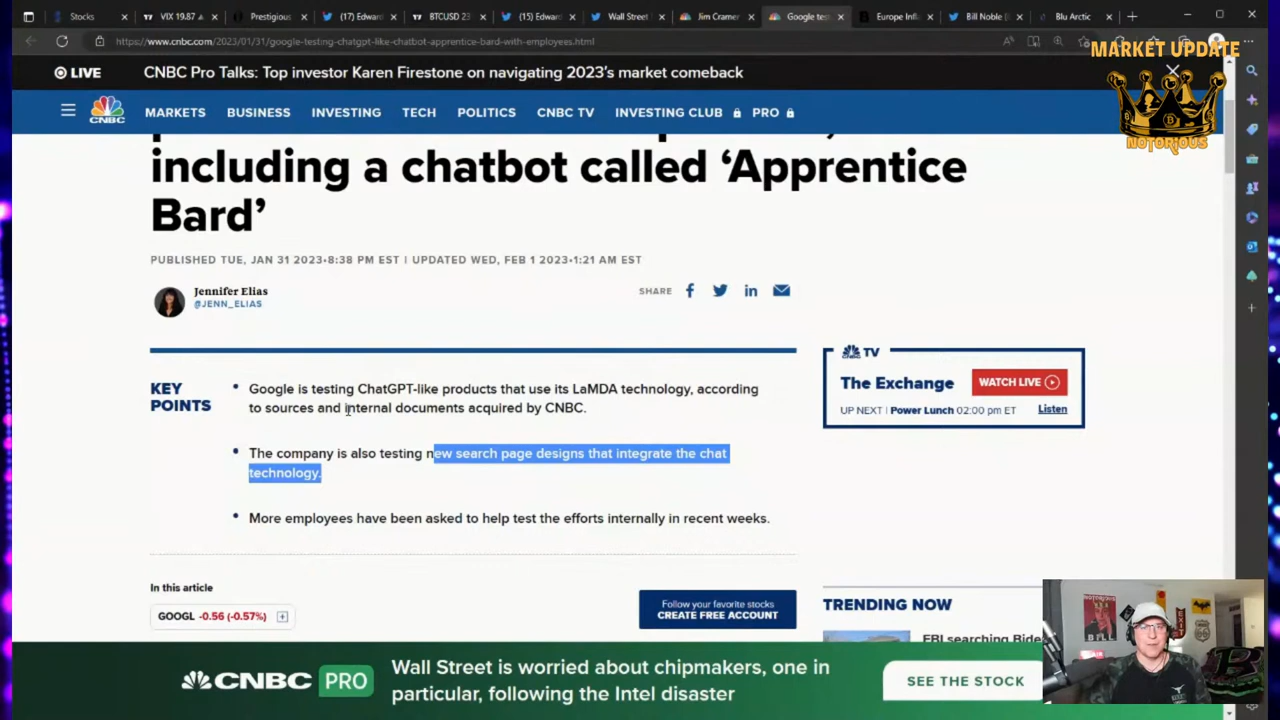 Stocks
VIX 19.87
Prestigious
(17) Edward
BTCUSD 23
(15) Edward
Wall Street
Jim Cramer
Google tes
Europe Infl
Bill Noble
Blu Arctic
https://www.cnbc.com/2023/01/31/google-testing-chatgpt-like-chatbot-apprentice-bard-with-employees.html
MARKET UPDATE
LIVE
CNBC Pro Talks: Top investor Karen Firestone on navigating 2023's market comeback
CNBC
MARKETS BUSINESS INVESTING TECH POLITICS CNBC TV INVESTING CLUB PRO
NOTORIOUS
including a chatbot called ‘Apprentice
Bard’
PUBLISHED TUE, JAN 31 2023•8:38 PM EST | UPDATED WED, FEB 1 2023•1:21 AM EST
Jennifer Elias
@JENN_ELIAS
SHARE
KEY
POINTS
Google is testing ChatGPT-like products that use its LaMDA technology, according
to sources and internal documents acquired by CNBC.
The company is also testing new search page designs that integrate the chat
technology.
More employees have been asked to help test the efforts internally in recent weeks.
TV
The Exchange
WATCH LIVE
UP NEXT | Power Lunch 02:00 pm ET
Listen
In this article
GOOGL -0.56 (-0.57%)
Follow your favorite stocks
CREATE FREE ACCOUNT
TRENDING NOW
FBI searching Bide
CNBC PRO
Wall Street is worried about chipmakers, one in
particular, following the Intel disaster
SEE THE STOCK
NOTORIOUS
BILL
EXIT